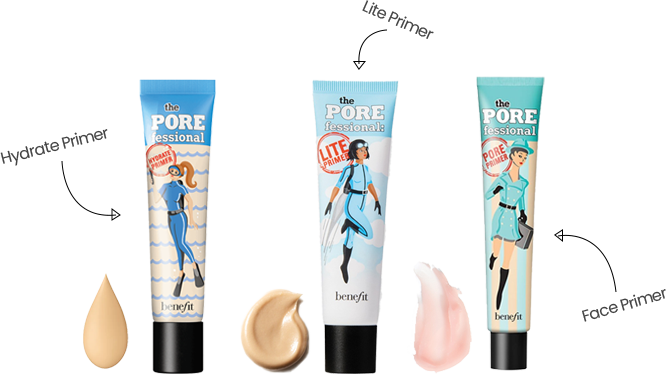 Lite Primer
Hydrate Primer
Face Primer
the
PORE
fessional
HYDRATE
PRIMER
benefit
the
PORE
fessional:
LITE
PRIMER
benefit
the
PORE
fessional
PORE
PRIMER
benefit